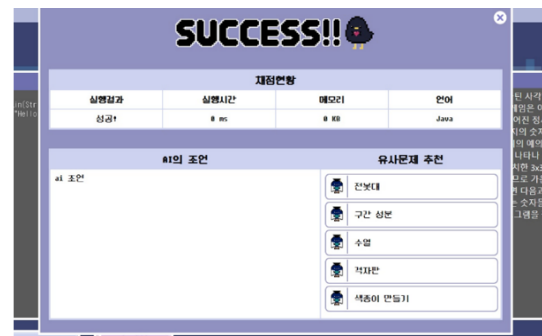 SUCCESS!!
채점현황
실행결과 실행시간 메모리 언어
성공! 0 ms 0 KB Java
AI의 조언
ai 조언
유사문제 추천
전봇대
구간 성분
수열
격자판
색종이 만들기
in(Str
"Hello